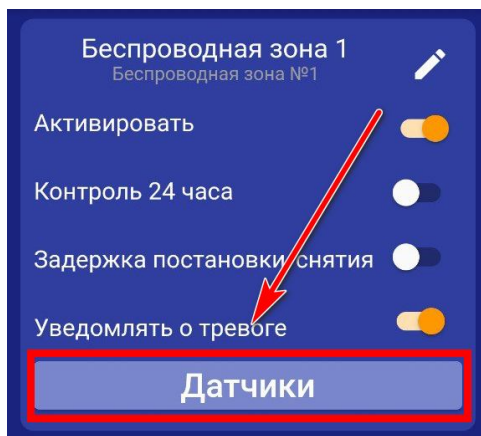 Беспроводная зона 1
Беспроводная зона №1
Активировать
Контроль 24 часа
Задержка постановки/снятия
Уведомлять о тревоге
Датчики